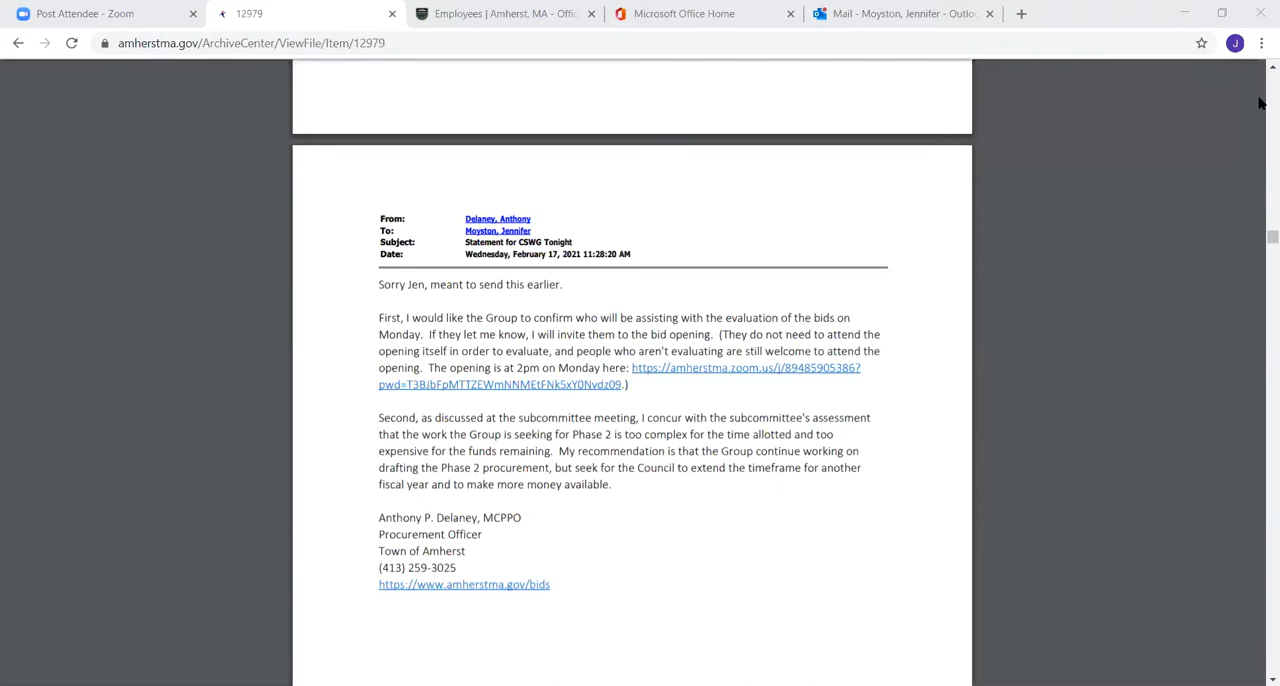 Post Attendee - Zoom
12979
Employees | Amherst, MA - Offic
Microsoft Office Home
Mail - Moyston, Jennifer - Outloo
amherstma.gov/ArchiveCenter/ViewFile/Item/12979
J
From: Delaney, Anthony
To: Moyston, Jennifer
Subject: Statement for CSWG Tonight
Date: Wednesday, February 17, 2021 11:28:20 AM
Sorry Jen, meant to send this earlier.
First, I would like the Group to confirm who will be assisting with the evaluation of the bids on
Monday.  If they let me know, I will invite them to the bid opening.  (They do not need to attend the
opening itself in order to evaluate, and people who aren't evaluating are still welcome to attend the
opening.  The opening is at 2pm on Monday here: https://amherstma.zoom.us/j/89485905386?
pwd=T3BJbFpMTTZEWmNNMEtFNk5xY0Nvdz09.)
Second, as discussed at the subcommittee meeting, I concur with the subcommittee's assessment
that the work the Group is seeking for Phase 2 is too complex for the time allotted and too
expensive for the funds remaining.  My recommendation is that the Group continue working on
drafting the Phase 2 procurement, but seek for the Council to extend the timeframe for another
fiscal year and to make more money available.
Anthony P. Delaney, MCPPO
Procurement Officer
Town of Amherst
(413) 259-3025
https://www.amherstma.gov/bids